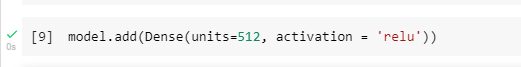 [9] model.add(Dense(units=512, activation = 'relu'))
0s